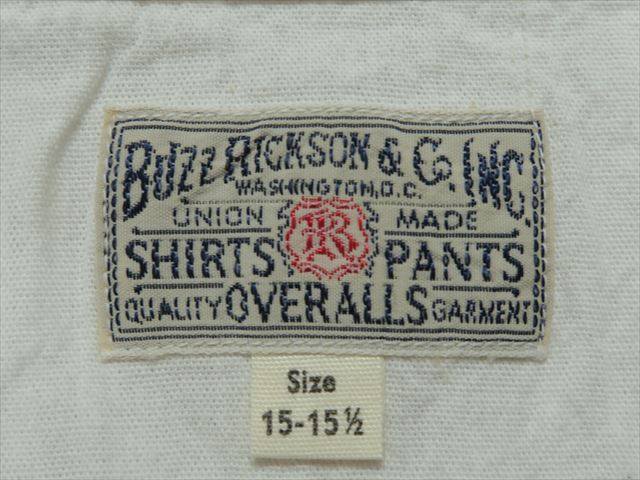 BUZZ RICKSON & CO. INC.
WASHINGTON, D.C.
UNION MADE
SHIRTS R PANTS
QUALITY OVERALLS GARMENT
Size
15-15½